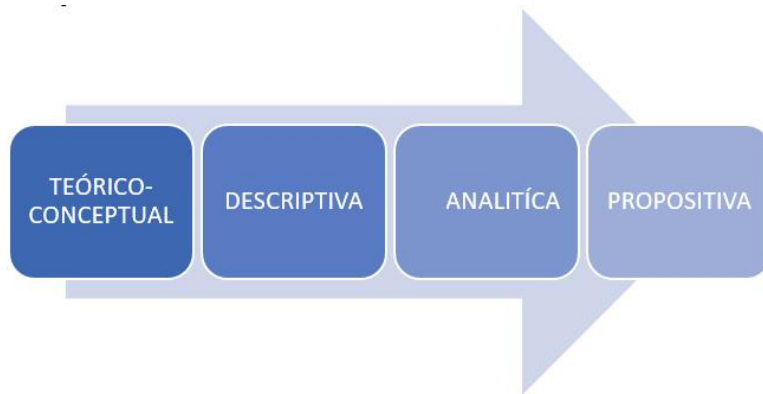 TEÓRICO-
CONCEPTUAL
DESCRIPTIVA
ANALITÍCA
PROPOSITIVA